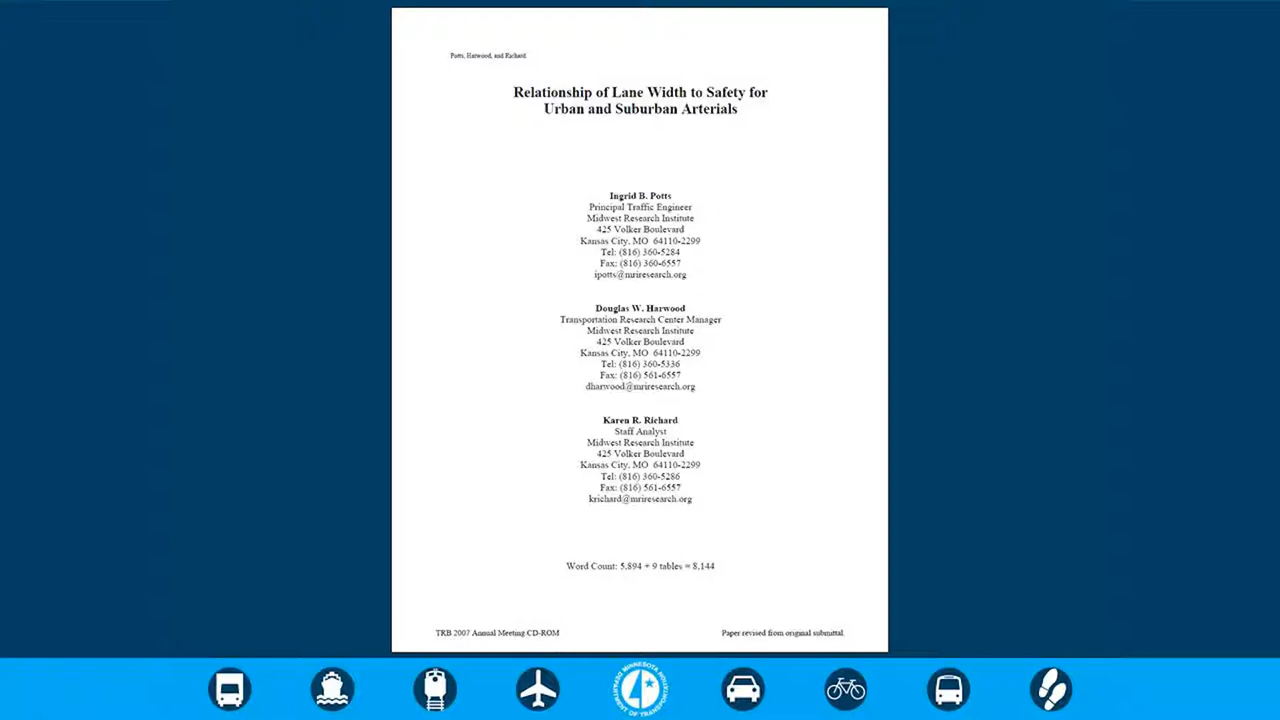 Potts, Harwood, and Richard
Relationship of Lane Width to Safety for
Urban and Suburban Arterials
Ingrid B. Potts
Principal Traffic Engineer
Midwest Research Institute
425 Volker Boulevard
Kansas City, MO 64110-2299
Tel: (816) 360-5284
Fax: (816) 360-6557
ipotts@mriresearch.org
Douglas W. Harwood
Transportation Research Center Manager
Midwest Research Institute
425 Volker Boulevard
Kansas City, MO 64110-2299
Tel: (816) 360-5336
Fax: (816) 561-6557
dharwood@mriresearch.org
Karen R. Richard
Staff Analyst
Midwest Research Institute
425 Volker Boulevard
Kansas City, MO 64110-2299
Tel: (816) 360-5286
Fax: (816) 561-6557
krichard@mriresearch.org
Word Count: 5,894 + 9 tables = 8,144
TRB 2007 Annual Meeting CD-ROM
Paper revised from original submittal.
MINNESOTA DEPARTMENT OF TRANSPORTATION